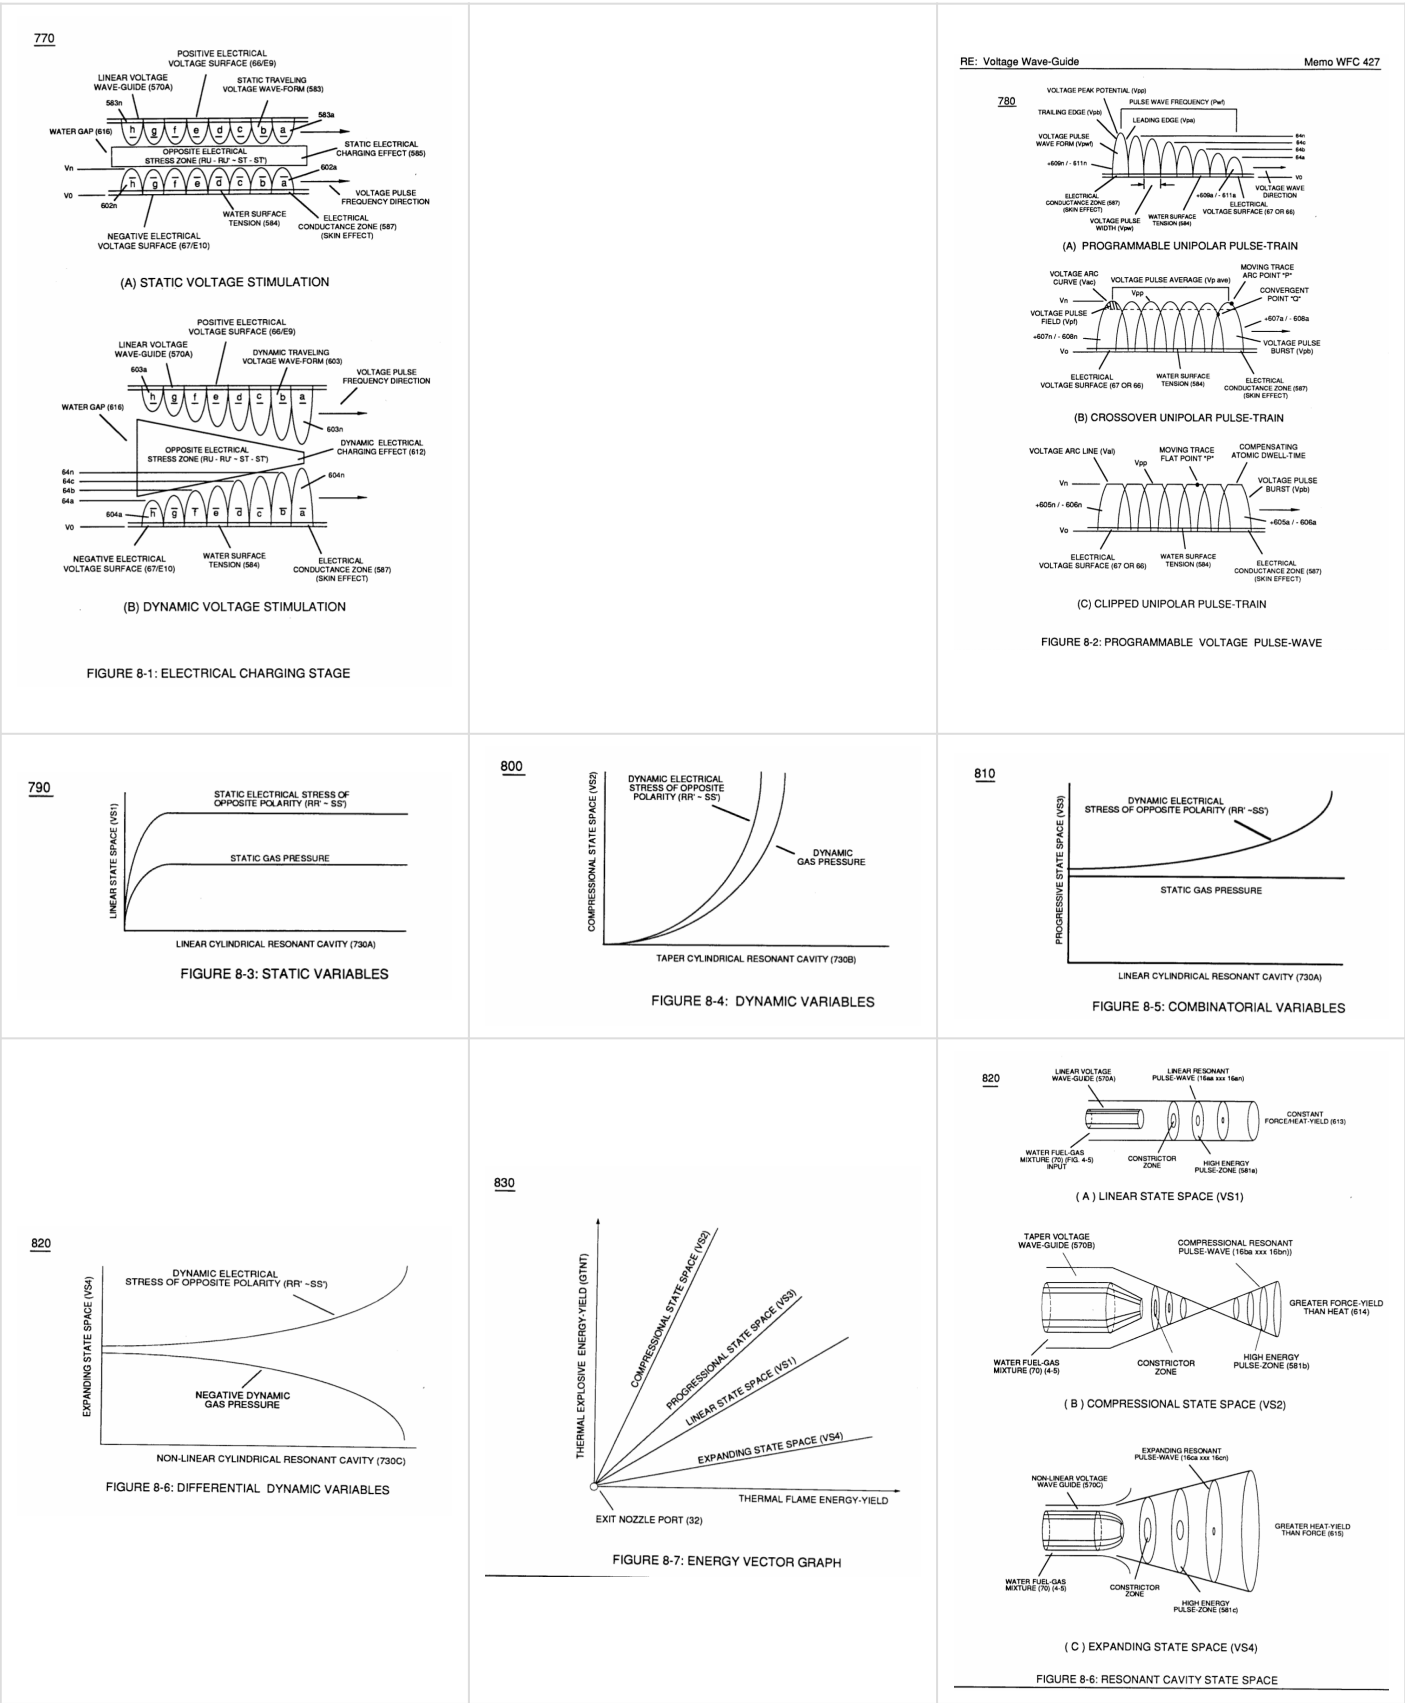 770
POSITIVE ELECTRICAL
VOLTAGE SURFACE (66/E9)
LINEAR VOLTAGE
WAVE-GUIDE (570A)
STATIC TRAVELING
VOLTAGE WAVE-FORM (583)
583n
583a
WATER GAP (616)
h g f e d c b a
OPPOSITE ELECTRICAL
STRESS ZONE (RU - RU' ~ ST - ST')
STATIC ELECTRICAL
CHARGING EFFECT (585)
Vn
602a
h g f e d c b a
V0
602n
VOLTAGE PULSE
FREQUENCY DIRECTION
WATER SURFACE
TENSION (584)
ELECTRICAL
CONDUCTANCE ZONE (587)
(SKIN EFFECT)
NEGATIVE ELECTRICAL
VOLTAGE SURFACE (67/E10)
(A) STATIC VOLTAGE STIMULATION
POSITIVE ELECTRICAL
VOLTAGE SURFACE (66/E9)
LINEAR VOLTAGE
WAVE-GUIDE (570A)
DYNAMIC TRAVELING
VOLTAGE WAVE-FORM (603)
603a
VOLTAGE PULSE
FREQUENCY DIRECTION
h g f e d c b a
WATER GAP (616)
603n
OPPOSITE ELECTRICAL
STRESS ZONE (RU - RU' ~ ST - ST')
DYNAMIC ELECTRICAL
CHARGING EFFECT (612)
64n
64c
64b
64a
604n
604a
h g f e d c b a
V0
NEGATIVE ELECTRICAL
VOLTAGE SURFACE (67/E10)
WATER SURFACE
TENSION (584)
ELECTRICAL
CONDUCTANCE ZONE (587)
(SKIN EFFECT)
(B) DYNAMIC VOLTAGE STIMULATION
FIGURE 8-1: ELECTRICAL CHARGING STAGE
RE: Voltage Wave-Guide Memo WFC 427
780
VOLTAGE PEAK POTENTIAL (Vpp)
PULSE WAVE FREQUENCY (Pwf)
TRAILING EDGE (Vpb)
LEADING EDGE (Vpa)
VOLTAGE PULSE
WAVE FORM (Vpwf)
64n
64c
64b
64a
+609n / - 611n
V0
VOLTAGE WAVE
DIRECTION
ELECTRICAL
CONDUCTANCE ZONE (587)
(SKIN EFFECT)
+609a / - 611a
ELECTRICAL
VOLTAGE SURFACE (67 OR 66)
VOLTAGE PULSE
WIDTH (Vpw)
WATER SURFACE
TENSION (584)
(A) PROGRAMMABLE UNIPOLAR PULSE-TRAIN
VOLTAGE ARC
CURVE (Vac)
VOLTAGE PULSE AVERAGE (Vp ave)
MOVING TRACE
ARC POINT "P"
Vn
Vpp
CONVERGENT
POINT "Q"
VOLTAGE PULSE
FIELD (Vpf)
+607a / - 608a
+607n / - 608n
VOLTAGE PULSE
BURST (Vpb)
Vo
ELECTRICAL
VOLTAGE SURFACE (67 OR 66)
WATER SURFACE
TENSION (584)
ELECTRICAL
CONDUCTANCE ZONE (587)
(SKIN EFFECT)
(B) CROSSOVER UNIPOLAR PULSE-TRAIN
VOLTAGE ARC LINE (Val)
Vpp
MOVING TRACE
FLAT POINT "P"
COMPENSATING
ATOMIC DWELL-TIME
Vn
VOLTAGE PULSE
BURST (Vpb)
+605n / - 606n
+605a / - 606a
Vo
ELECTRICAL
VOLTAGE SURFACE (67 OR 66)
WATER SURFACE
TENSION (584)
ELECTRICAL
CONDUCTANCE ZONE (587)
(SKIN EFFECT)
(C) CLIPPED UNIPOLAR PULSE-TRAIN
FIGURE 8-2: PROGRAMMABLE VOLTAGE PULSE-WAVE
790
LINEAR STATE SPACE (VS1)
STATIC ELECTRICAL STRESS OF
OPPOSITE POLARITY (RR' ~ SS')
STATIC GAS PRESSURE
LINEAR CYLINDRICAL RESONANT CAVITY (730A)
FIGURE 8-3: STATIC VARIABLES
800
COMPRESSIONAL STATE SPACE (VS2)
DYNAMIC ELECTRICAL
STRESS OF OPPOSITE
POLARITY (RR' ~ SS')
DYNAMIC
GAS PRESSURE
TAPER CYLINDRICAL RESONANT CAVITY (730B)
FIGURE 8-4: DYNAMIC VARIABLES
810
PROGRESSIVE STATE SPACE (VS3)
DYNAMIC ELECTRICAL
STRESS OF OPPOSITE POLARITY (RR' ~SS')
STATIC GAS PRESSURE
LINEAR CYLINDRICAL RESONANT CAVITY (730A)
FIGURE 8-5: COMBINATORIAL VARIABLES
820
EXPANDING STATE SPACE (VS4)
DYNAMIC ELECTRICAL
STRESS OF OPPOSITE POLARITY (RR' ~SS')
NEGATIVE DYNAMIC
GAS PRESSURE
NON-LINEAR CYLINDRICAL RESONANT CAVITY (730C)
FIGURE 8-6: DIFFERENTIAL DYNAMIC VARIABLES
830
THERMAL EXPLOSIVE ENERGY-YIELD (GTNT)
COMPRESSIONAL STATE SPACE (VS2)
PROGRESSIONAL STATE SPACE (VS3)
LINEAR STATE SPACE (VS1)
EXPANDING STATE SPACE (VS4)
THERMAL FLAME ENERGY-YIELD
EXIT NOZZLE PORT (32)
FIGURE 8-7: ENERGY VECTOR GRAPH
820
LINEAR VOLTAGE
WAVE-GUIDE (570A)
LINEAR RESONANT
PULSE-WAVE (16aa xxx 16an)
CONSTANT
FORCE/HEAT-YIELD (613)
WATER FUEL-GAS
MIXTURE (70) (FIG. 4-5)
INPUT
CONSTRICTOR
ZONE
HIGH ENERGY
PULSE-ZONE (581a)
( A ) LINEAR STATE SPACE (VS1)
TAPER VOLTAGE
WAVE-GUIDE (570B)
COMPRESSIONAL RESONANT
PULSE-WAVE (16ba xxx 16bn))
GREATER FORCE-YIELD
THAN HEAT (614)
WATER FUEL-GAS
MIXTURE (70) (4-5)
CONSTRICTOR
ZONE
HIGH ENERGY
PULSE-ZONE (581b)
( B ) COMPRESSIONAL STATE SPACE (VS2)
EXPANDING RESONANT
PULSE-WAVE (16ca xxx 16cn)
NON-LINEAR VOLTAGE
WAVE GUIDE (570C)
GREATER HEAT-YIELD
THAN FORCE (615)
WATER FUEL-GAS
MIXTURE (70) (4-5)
CONSTRICTOR
ZONE
HIGH ENERGY
PULSE-ZONE (581c)
( C ) EXPANDING STATE SPACE (VS4)
FIGURE 8-6: RESONANT CAVITY STATE SPACE